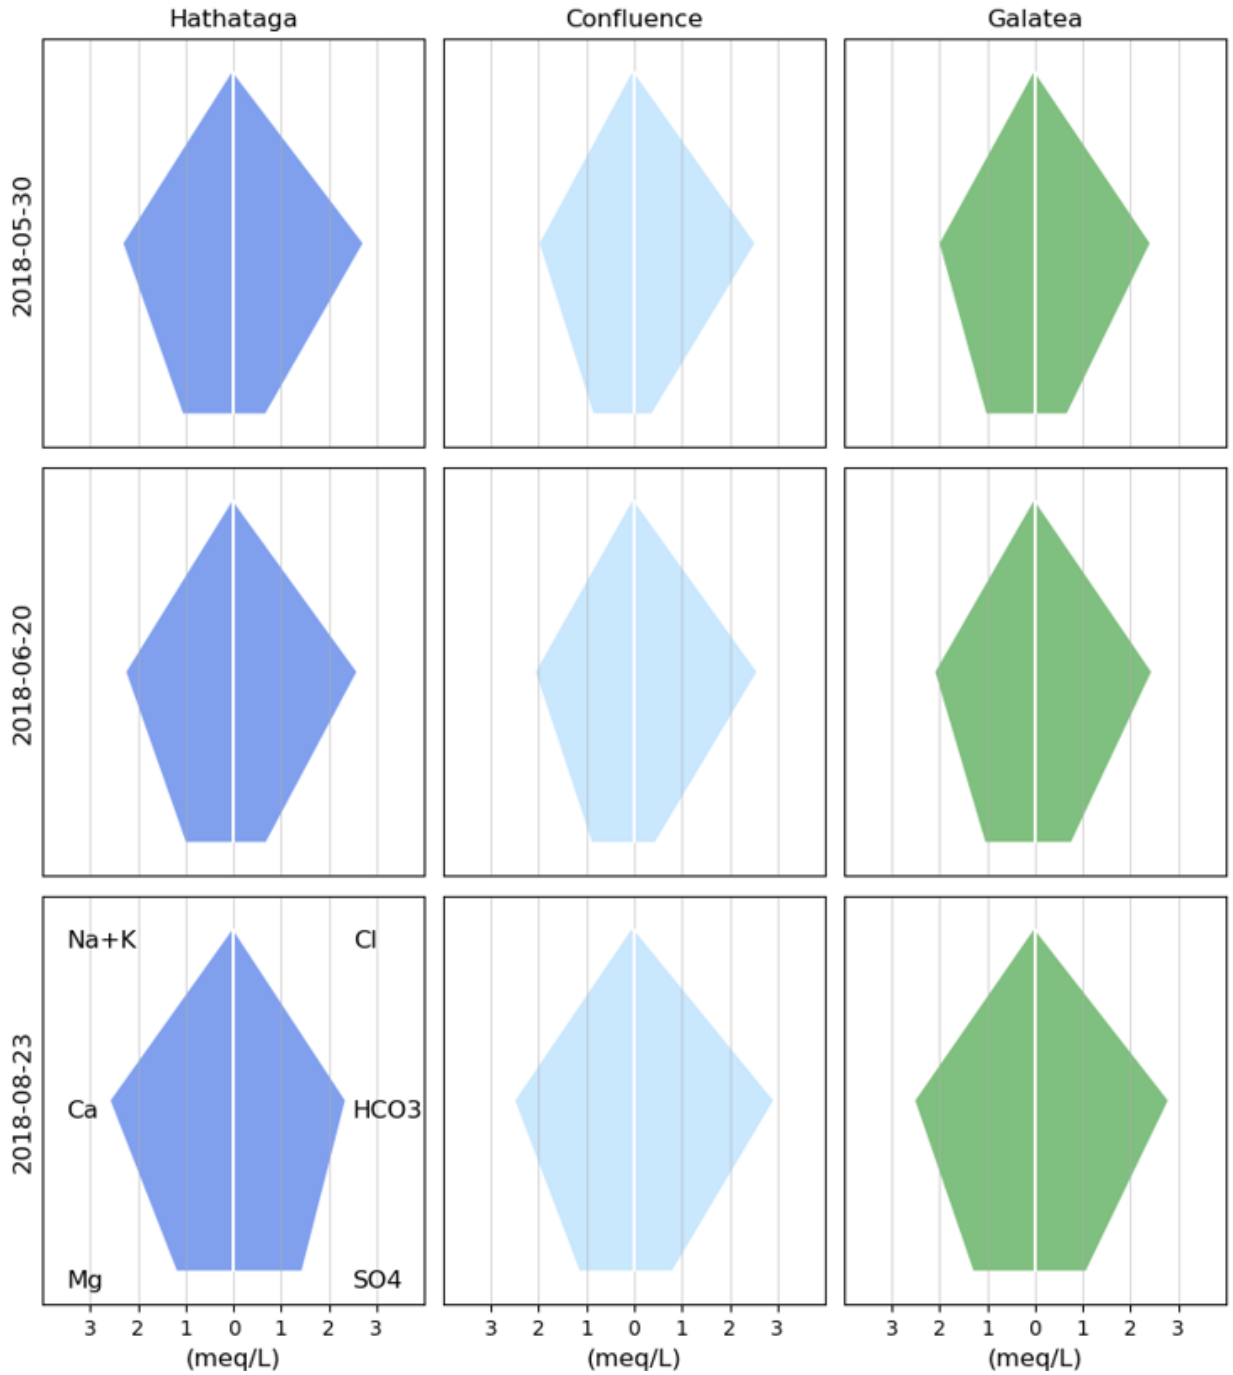 Hathataga Confluence Galatea
2018-05-30
2018-06-20
2018-08-23
Na+K Cl
Ca HCO3
Mg SO4
3 2 1 0 1 2 3 3 2 1 0 1 2 3 3 2 1 0 1 2 3
(meq/L) (meq/L) (meq/L)